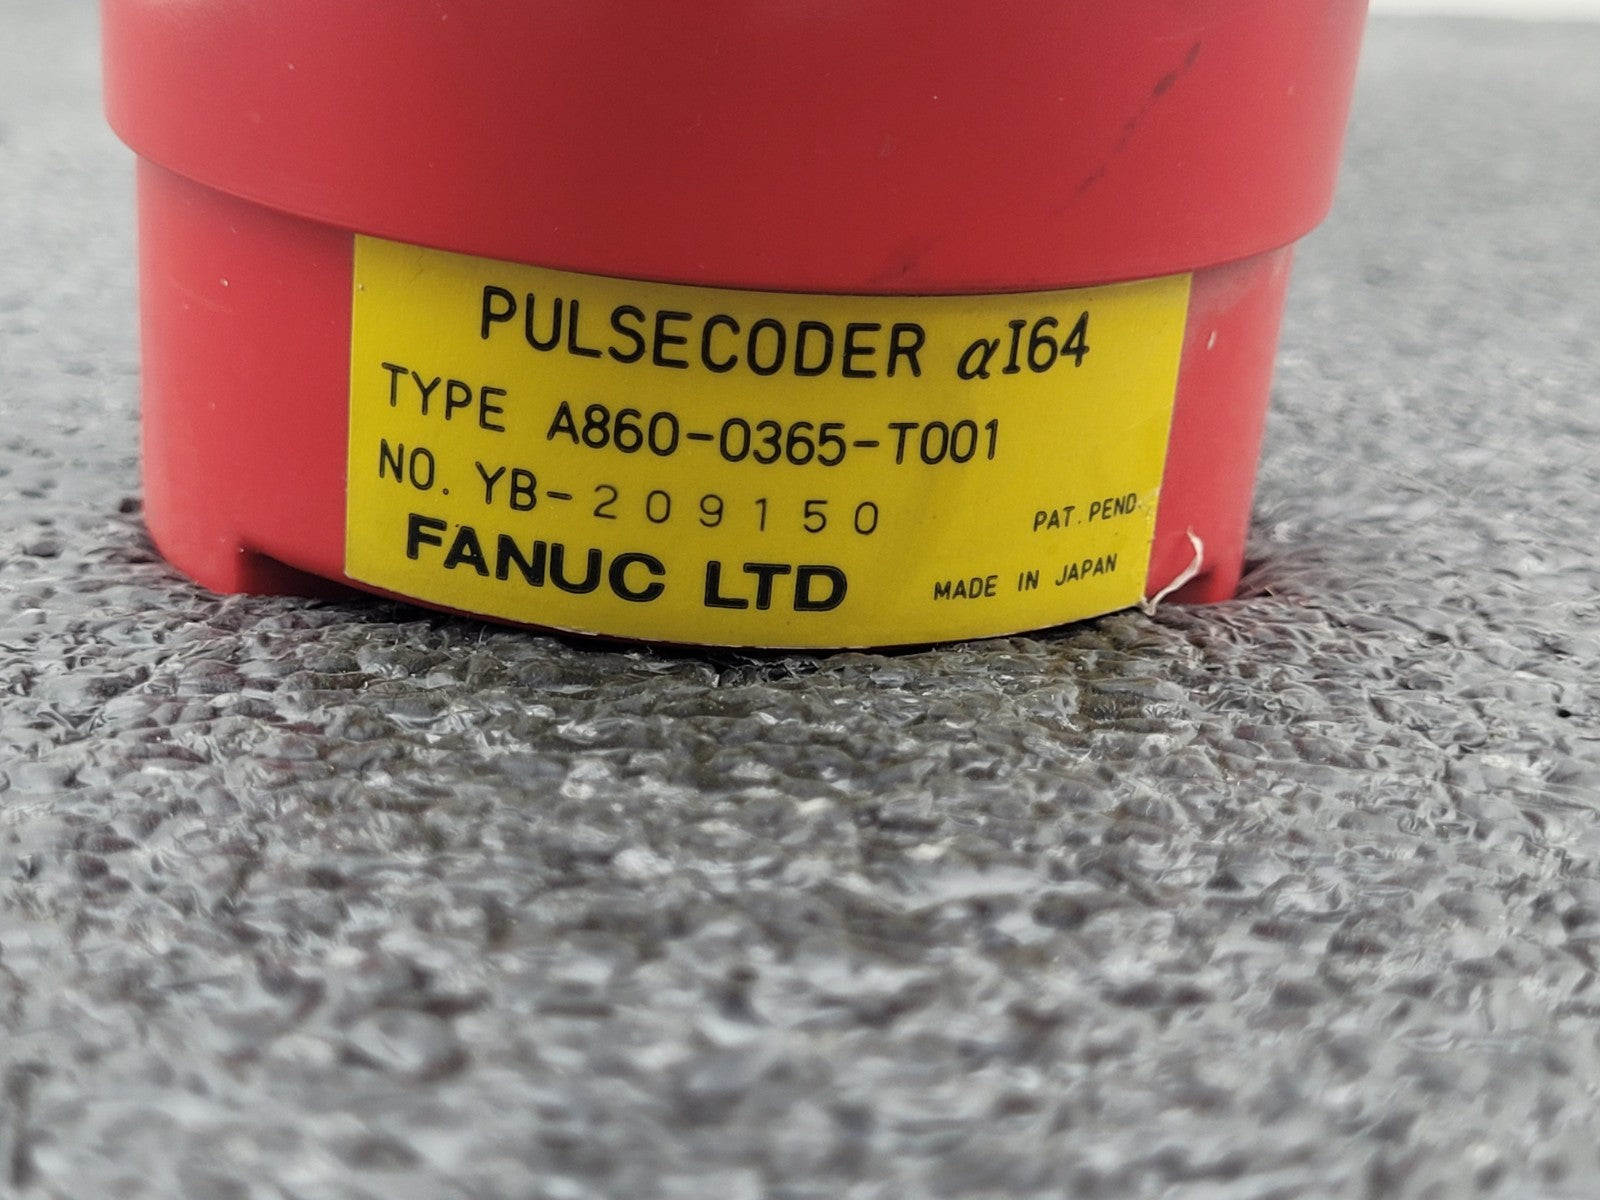 PULSECODER αI64
TYPE A860-0365-T001
NO. YB-209150
PAT. PEND.
FANUC LTD
MADE IN JAPAN